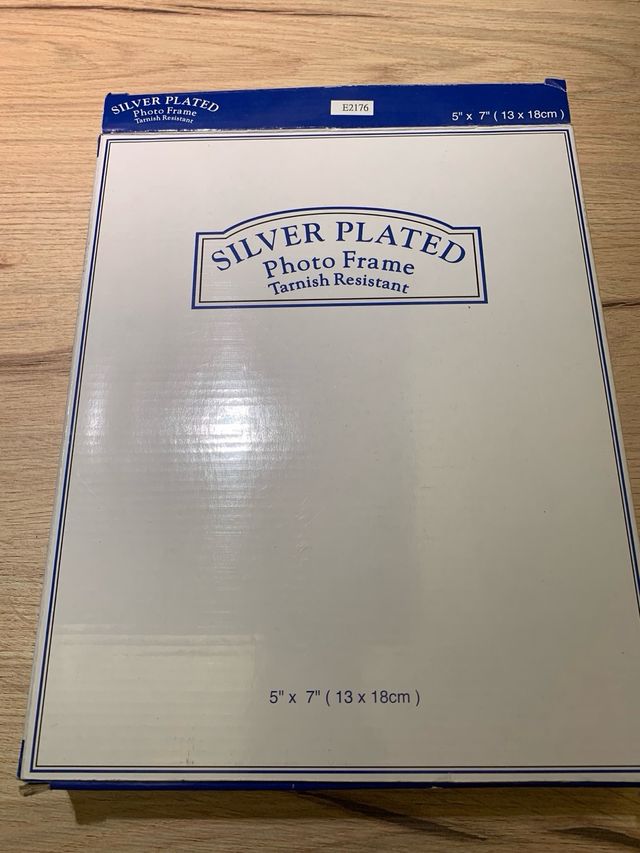 SILVER PLATED
Photo Frame
Tarnish Resistant
E2176
5" x 7" ( 13 x 18cm )
SILVER PLATED
Photo Frame
Tarnish Resistant
5" x 7" ( 13 x 18cm )